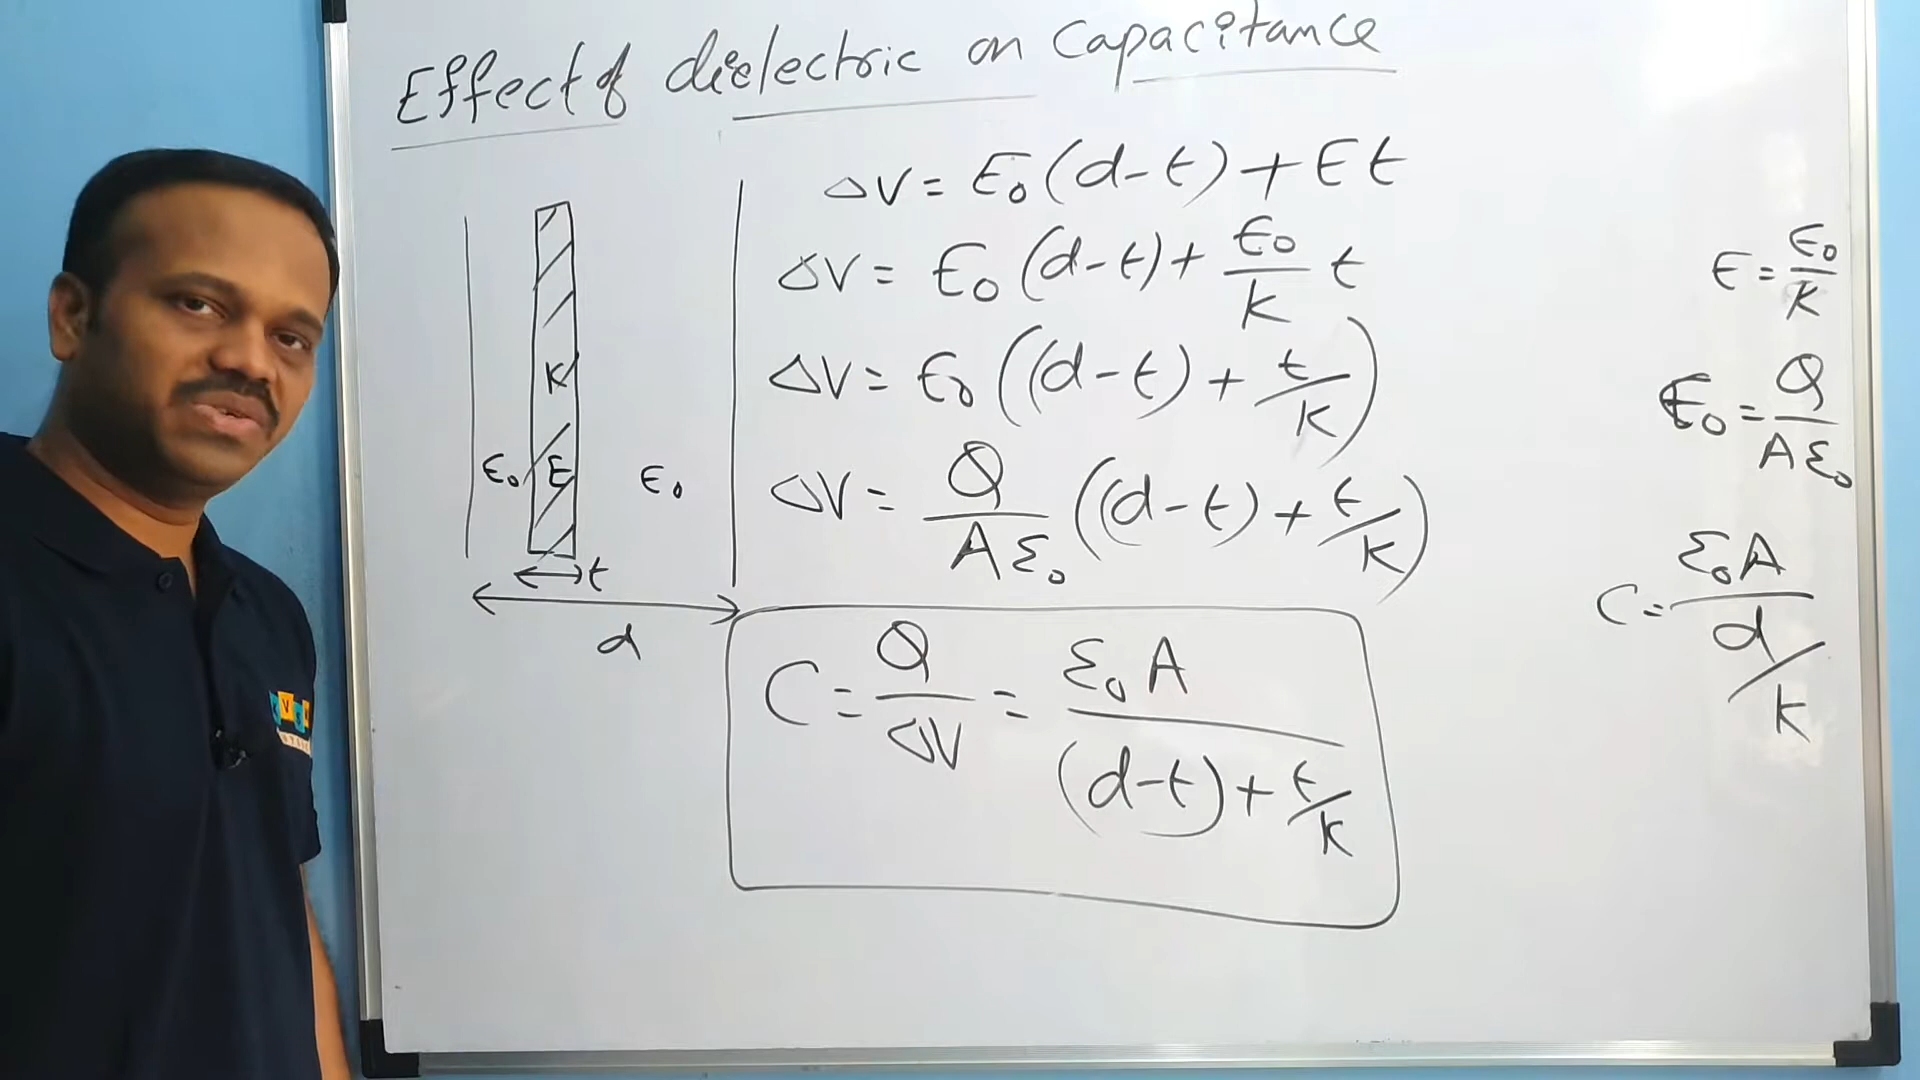 Effect of dielectric on Capacitance
ΔV = E₀(d-t)+Et
ΔV = E₀(d-t)+ E₀/K t
ΔV = E₀((d-t)+ t/K)
ΔV = Q/Aε₀ ((d-t)+ t/K)
C = Q/ΔV = ε₀A/(d-t)+t/K
K
E₀ E E₀
t
d
E = E₀/K
E₀ = Q/Aε₀
C = ε₀A/d/K